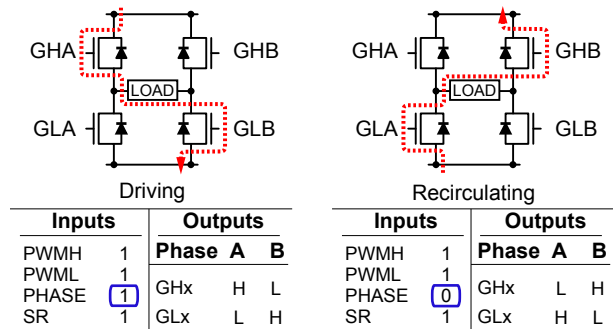 GHA GHB
LOAD
GLA GLB
Driving
Inputs Outputs
PWMH 1 Phase A B
PWML 1
PHASE 1 GHx H L
SR 1 GLx L H
GHA GHB
LOAD
GLA GLB
Recirculating
Inputs Outputs
PWMH 1 Phase A B
PWML 1
PHASE 0 GHx L H
SR 1 GLx H L